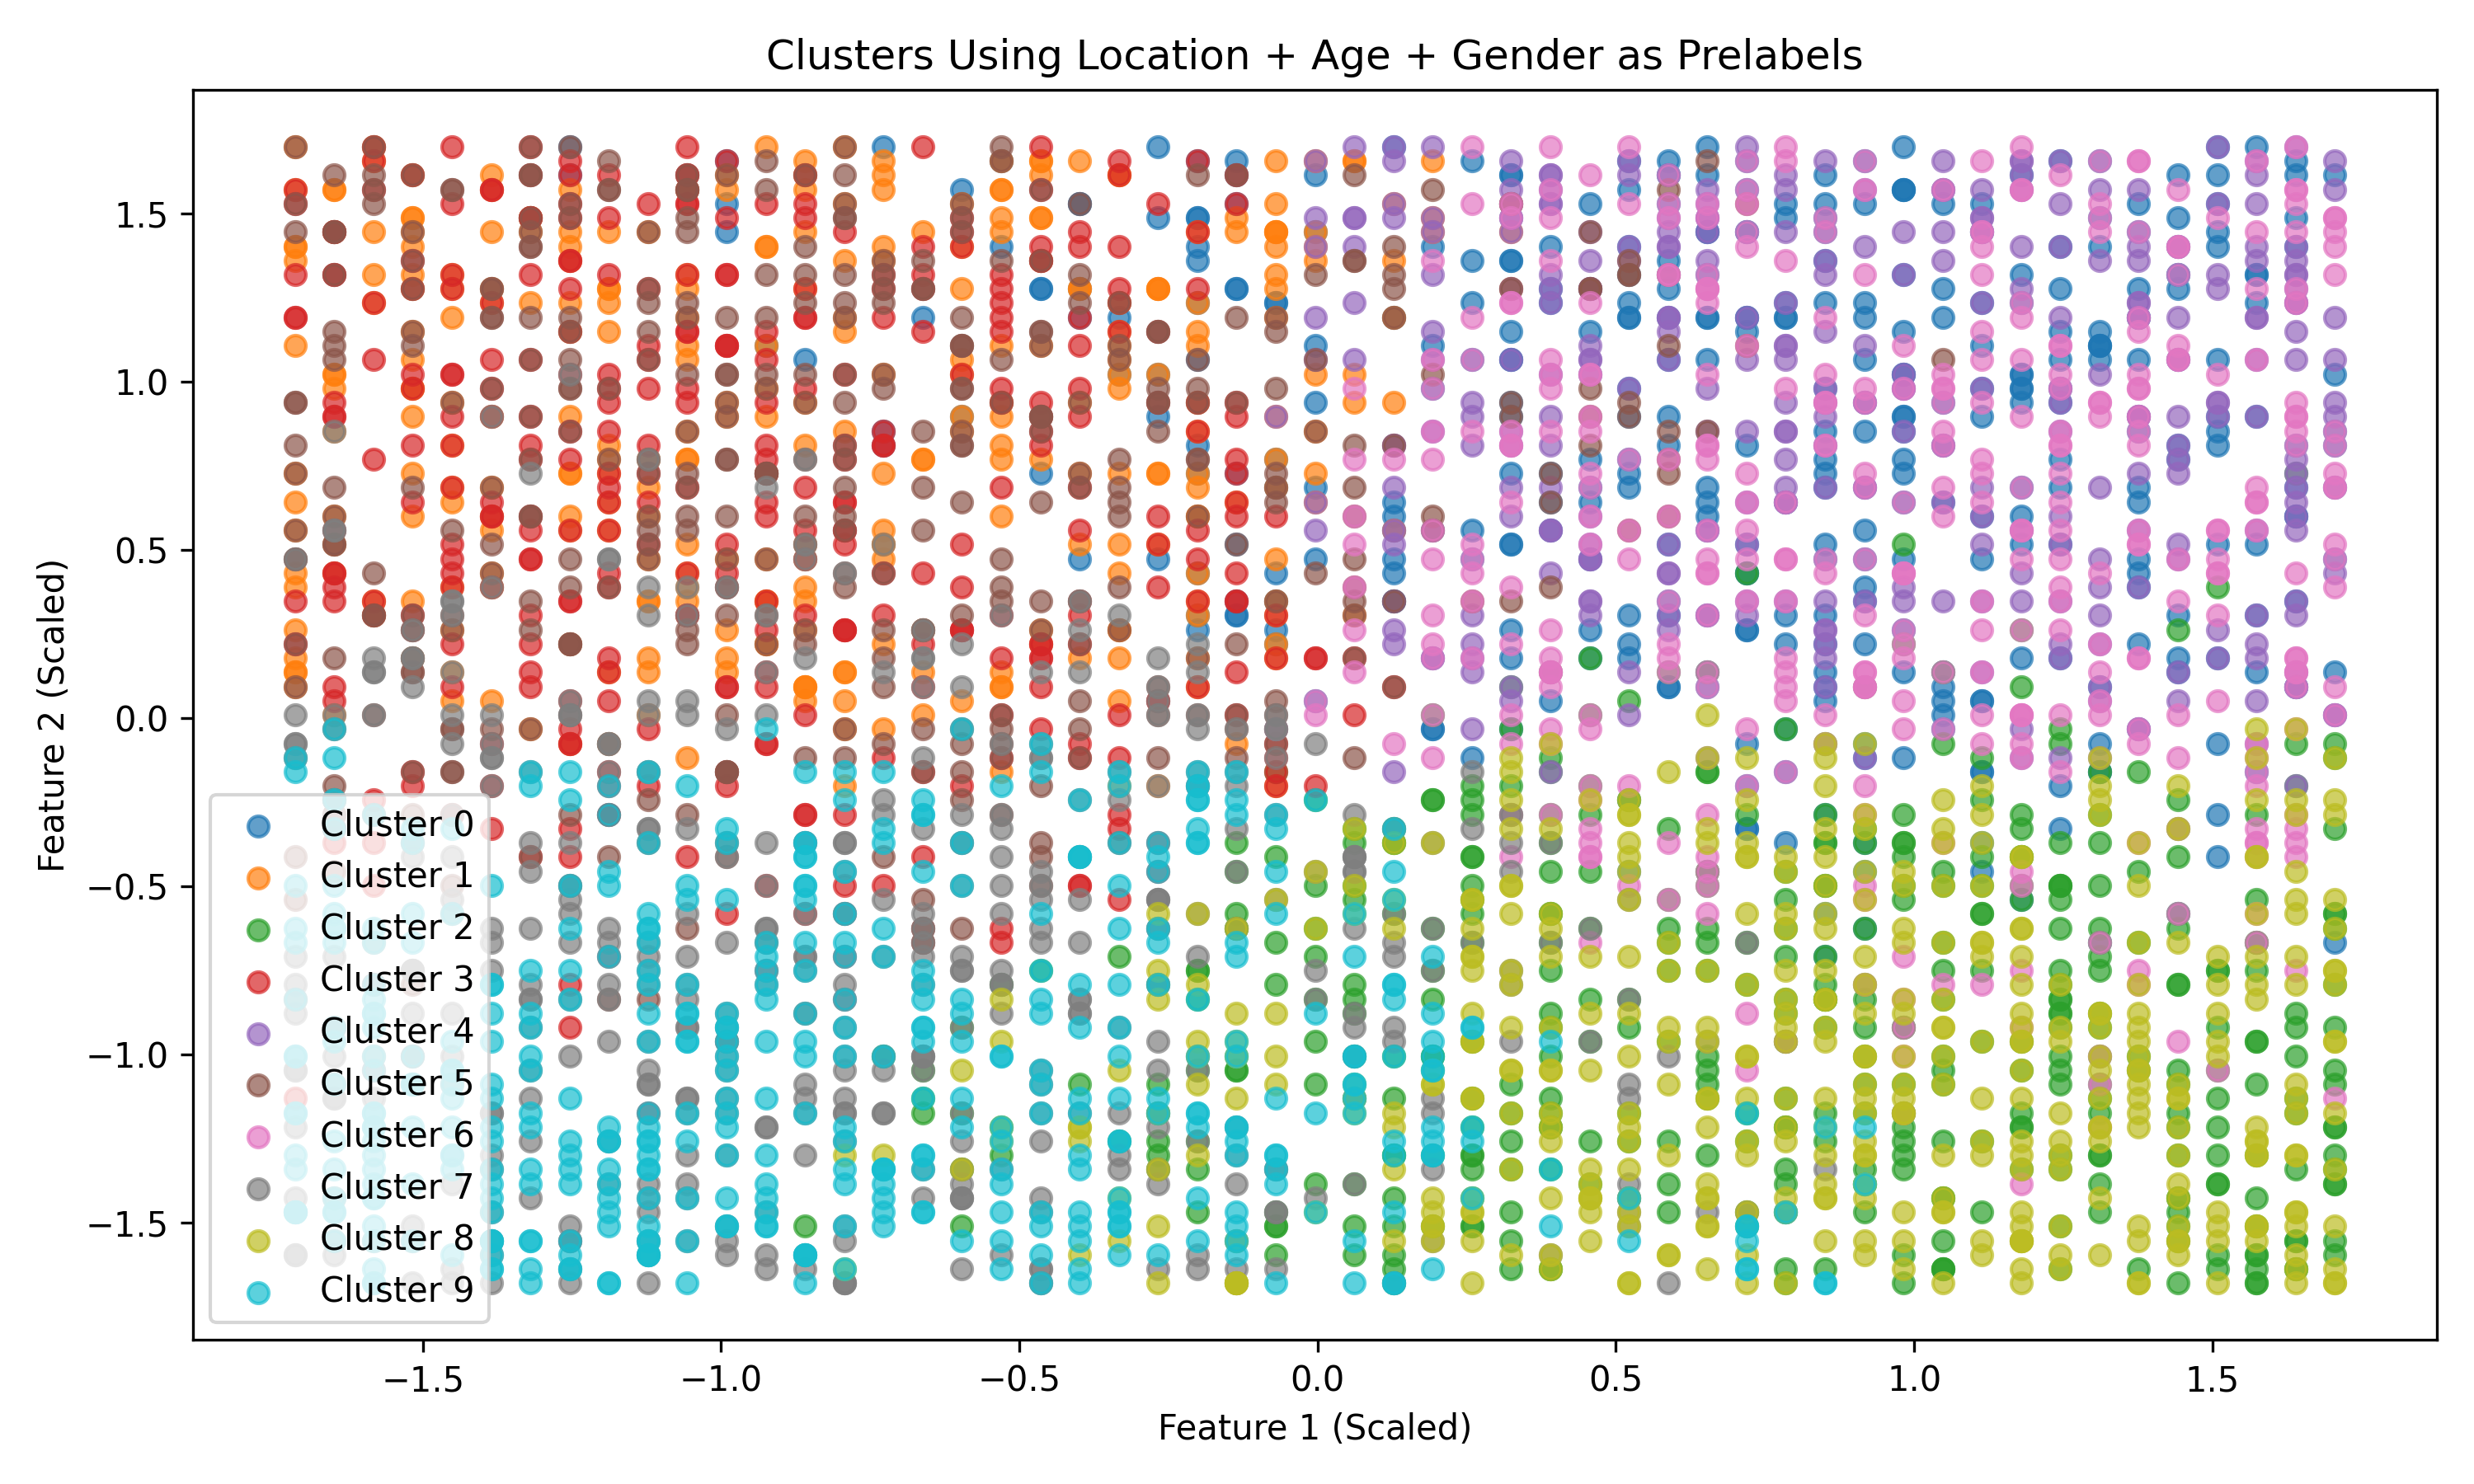 Clusters Using Location + Age + Gender as Prelabels
Feature 2 (Scaled)
1.5
1.0
0.5
0.0
−0.5
−1.0
−1.5
Cluster 0
Cluster 1
Cluster 2
Cluster 3
Cluster 4
Cluster 5
Cluster 6
Cluster 7
Cluster 8
Cluster 9
−1.5 −1.0 −0.5 0.0 0.5 1.0 1.5
Feature 1 (Scaled)